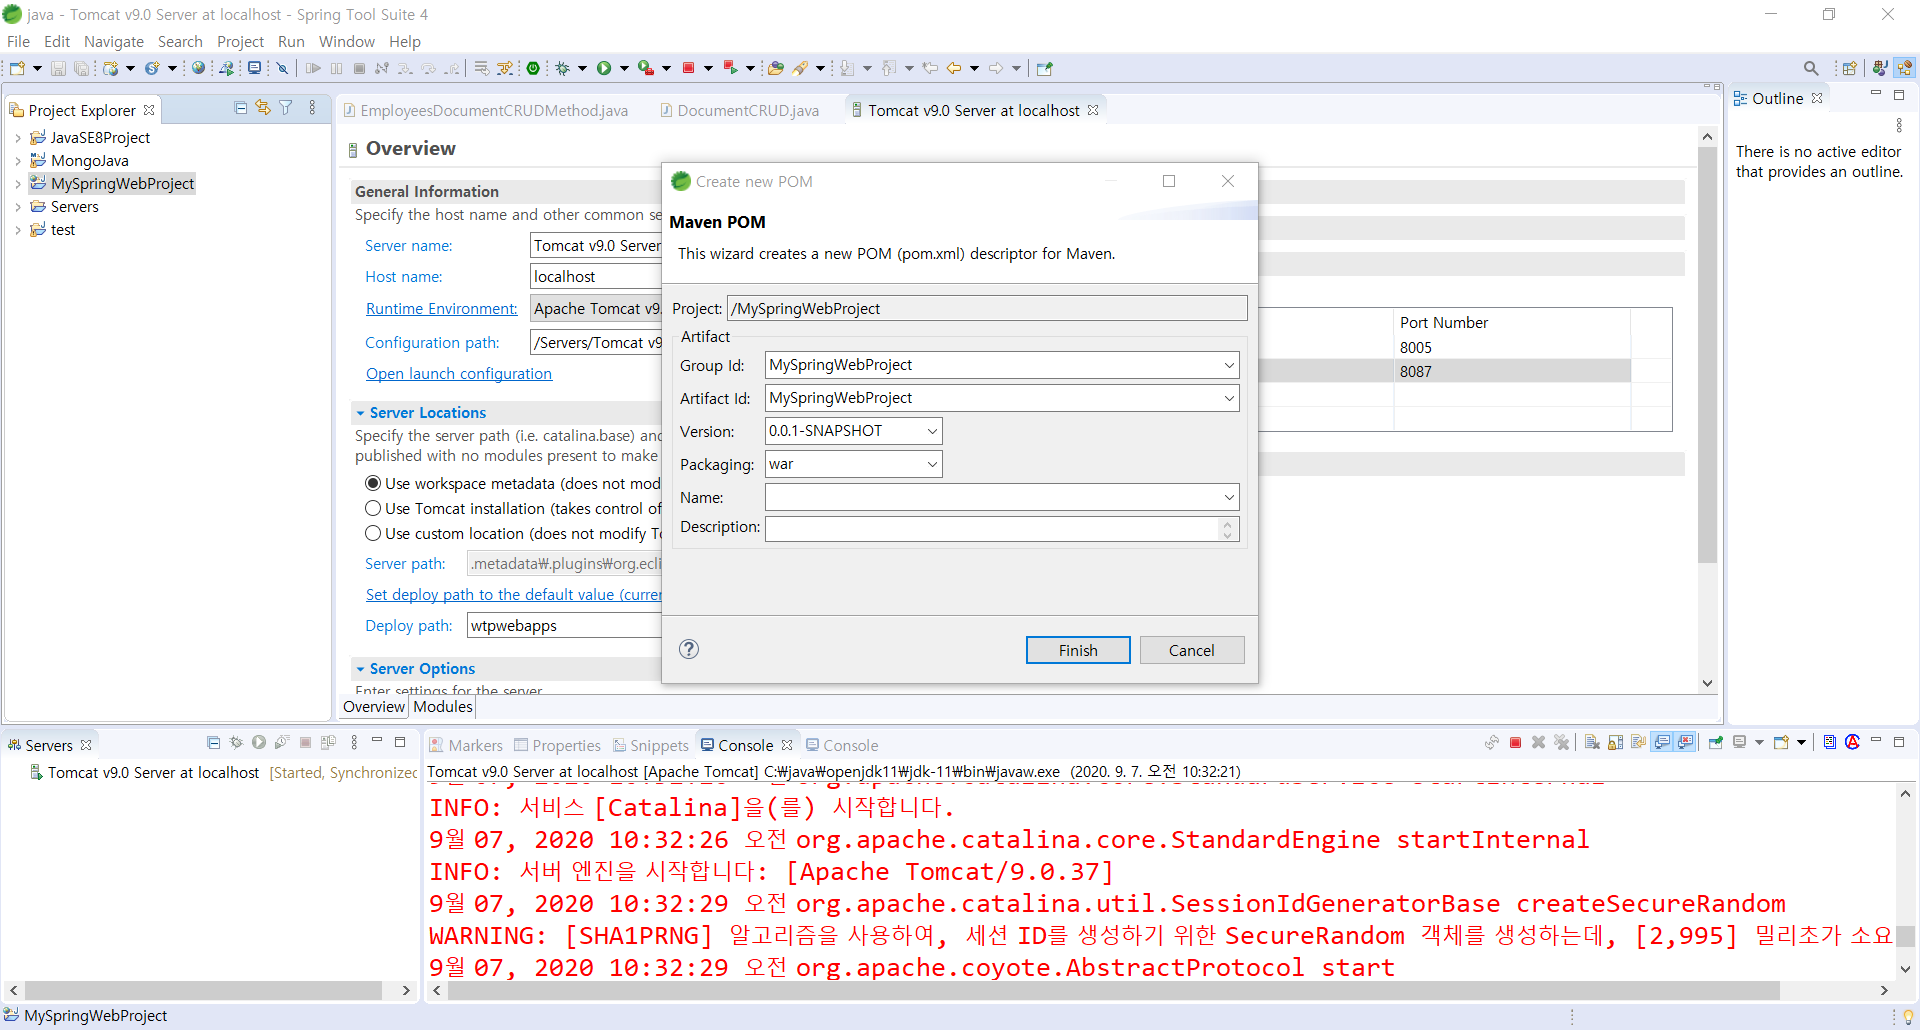 java - Tomcat v9.0 Server at localhost - Spring Tool Suite 4
File Edit Navigate Search Project Run Window Help
Project Explorer
JavaSE8Project
MongoJava
MySpringWebProject
Servers
test
EmployeesDocumentCRUDMethod.java DocumentCRUD.java Tomcat v9.0 Server at localhost
Overview
General Information
Specify the host name and other common se
Server name: Tomcat v9.0 Server
Host name: localhost
Runtime Environment: Apache Tomcat v9.
Configuration path: /Servers/Tomcat v9
Open launch configuration
Server Locations
Specify the server path (i.e. catalina.base) and
published with no modules present to make
Use workspace metadata (does not mod
Use Tomcat installation (takes control of
Use custom location (does not modify To
Server path: .metadata₩.plugins₩org.ecli
Set deploy path to the default value (curren
Deploy path: wtpwebapps
Server Options
Enter settings for the server.
Overview Modules
Port Number
8005
8087
Create new POM
Maven POM
This wizard creates a new POM (pom.xml) descriptor for Maven.
Project: /MySpringWebProject
Artifact
Group Id: MySpringWebProject
Artifact Id: MySpringWebProject
Version: 0.0.1-SNAPSHOT
Packaging: war
Name:
Description:
Finish Cancel
Outline
There is no active editor
that provides an outline.
Servers
Tomcat v9.0 Server at localhost [Started, Synchronized
Markers Properties Snippets Console Console
Tomcat v9.0 Server at localhost [Apache Tomcat] C:₩java₩openjdk11₩jdk-11₩bin₩javaw.exe (2020. 9. 7. 오전 10:32:21)
INFO: 서비스 [Catalina]을(를) 시작합니다.
9월 07, 2020 10:32:26 오전 org.apache.catalina.core.StandardEngine startInternal
INFO: 서버 엔진을 시작합니다: [Apache Tomcat/9.0.37]
9월 07, 2020 10:32:29 오전 org.apache.catalina.util.SessionIdGeneratorBase createSecureRandom
WARNING: [SHA1PRNG] 알고리즘을 사용하여, 세션 ID를 생성하기 위한 SecureRandom 객체를 생성하는데, [2,995] 밀리초가 소요
9월 07, 2020 10:32:29 오전 org.apache.coyote.AbstractProtocol start
MySpringWebProject